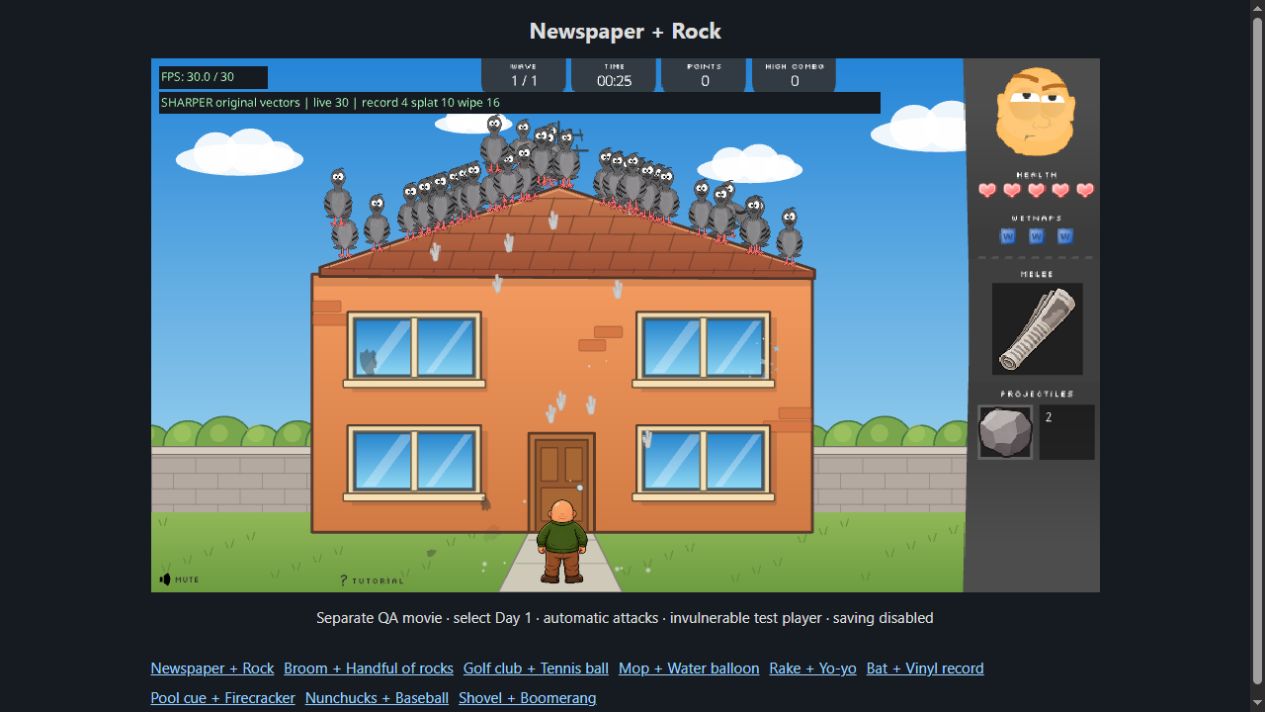 Newspaper + Rock
FPS: 30.0 / 30
WAVE
1 / 1
TIME
00:25
POINTS
0
HIGH COMBO
0
SHARPER original vectors | live 30 | record 4 splat 10 wipe 16
HEALTH
WETNAPS
W W W
MELEE
PROJECTILES
2
MUTE
? TUTORIAL
Separate QA movie · select Day 1 · automatic attacks · invulnerable test player · saving disabled
Newspaper + Rock Broom + Handful of rocks Golf club + Tennis ball Mop + Water balloon Rake + Yo-yo Bat + Vinyl record
Pool cue + Firecracker Nunchucks + Baseball Shovel + Boomerang